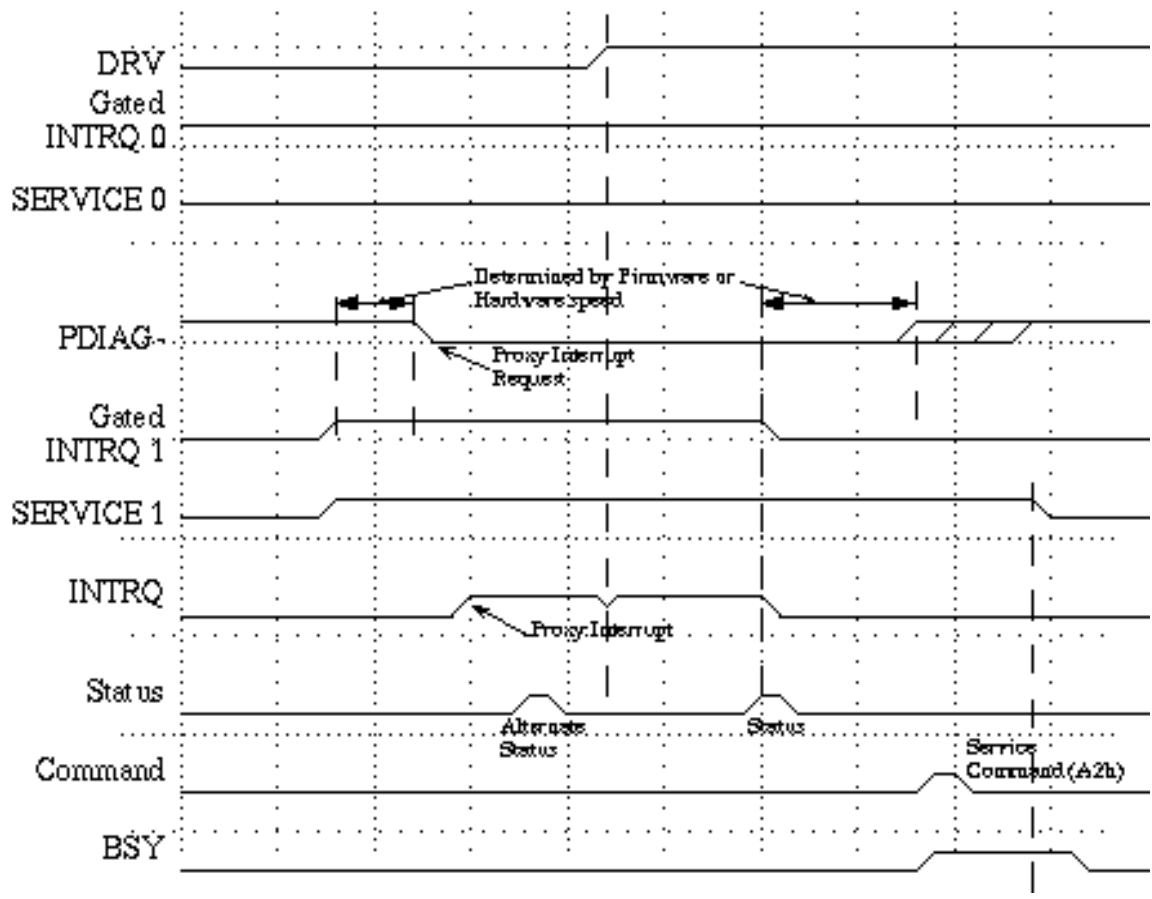 DRV
Gated
INTRQ 0
SERVICE 0
Determined by Firmware or
Hardware speed
PDIAG-
Proxy Interrupt
Request
Gated
INTRQ 1
SERVICE 1
INTRQ
Proxy Interrupt
Status
Alternate
Status
Status
Service
Command (A2h)
Command
BSY